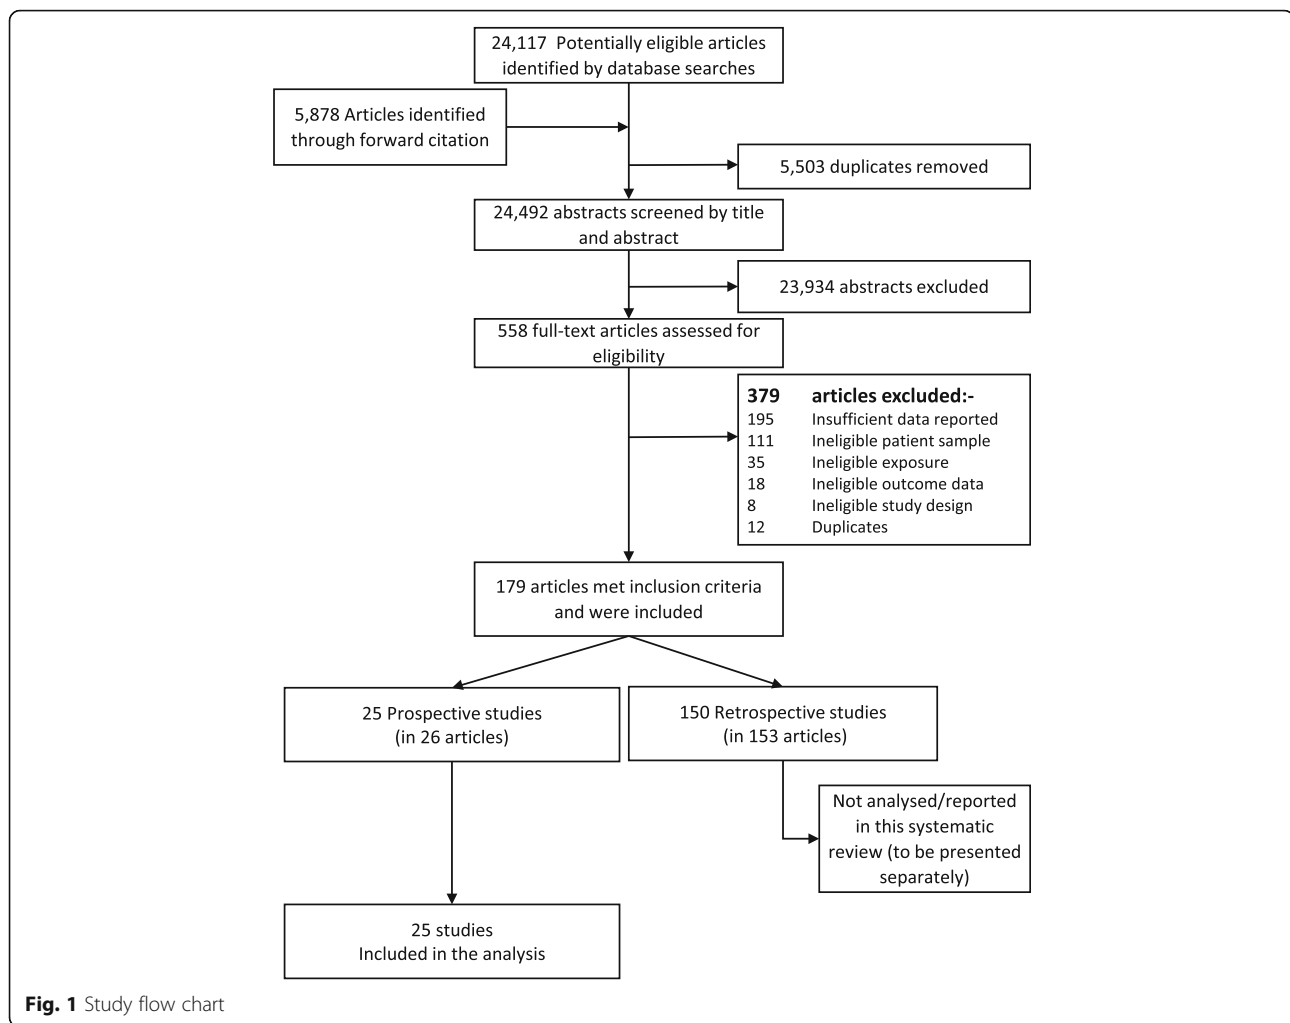 24,117 Potentially eligible articles
identified by database searches
5,878 Articles identified
through forward citation
5,503 duplicates removed
24,492 abstracts screened by title
and abstract
23,934 abstracts excluded
558 full-text articles assessed for
eligibility
379 articles excluded:-
195 Insufficient data reported
111 Ineligible patient sample
35 Ineligible exposure
18 Ineligible outcome data
8 Ineligible study design
12 Duplicates
179 articles met inclusion criteria
and were included
25 Prospective studies
(in 26 articles)
150 Retrospective studies
(in 153 articles)
Not analysed/reported
in this systematic
review (to be presented
separately)
25 studies
Included in the analysis
Fig. 1 Study flow chart